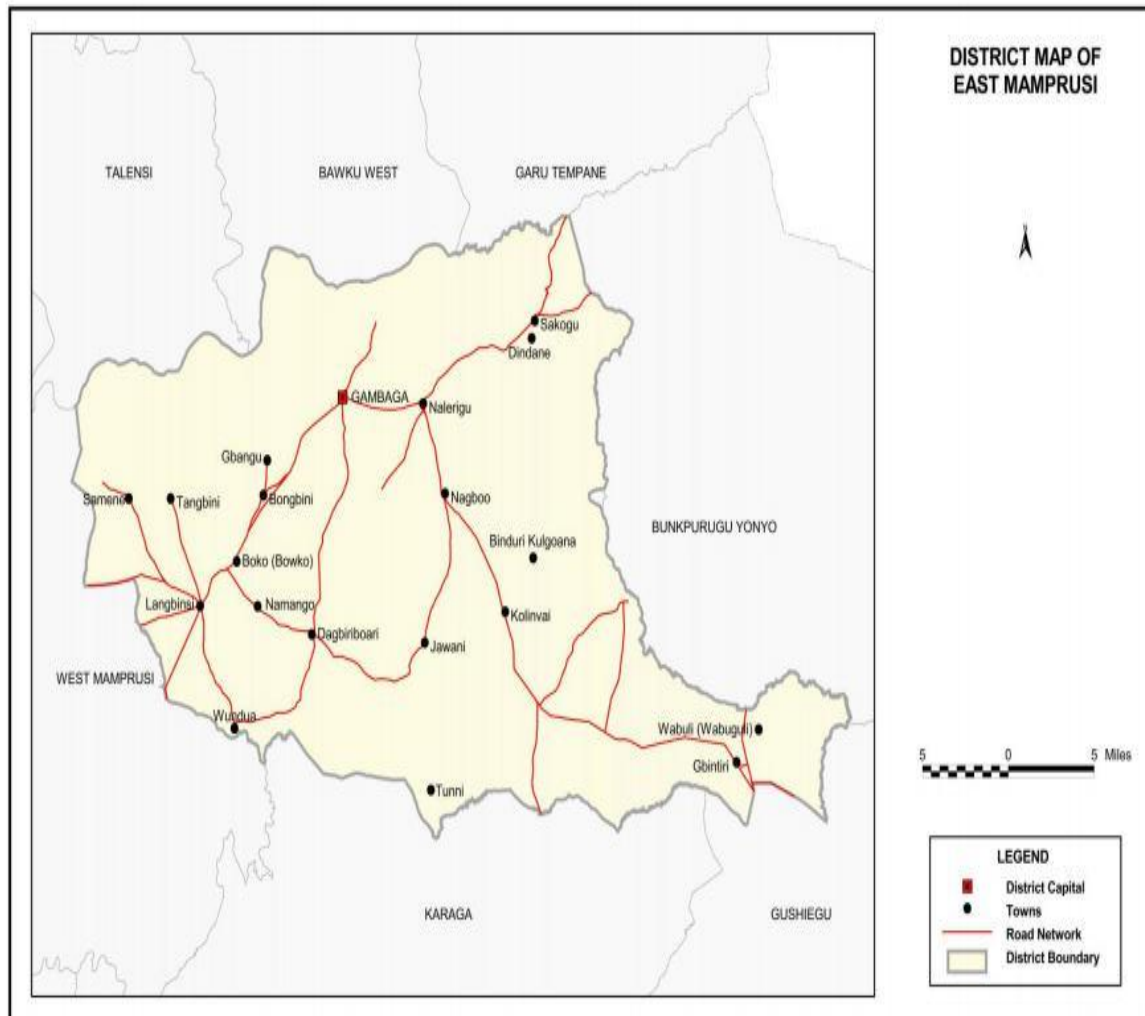 DISTRICT MAP OF
EAST MAMPRUSI
TALENSI
BAWKU WEST
GARU TEMPANE
Sakogu
Dindane
GAMBAGA
Nalerigu
Gbangu
Samene
Tangbini
Bongbini
Nagboo
BUNKPURUGU YONYO
Binduri Kulgoana
Boko (Bowko)
Langbinsi
Namango
Kolinvai
Dagbiriboari
Jawani
WEST MAMPRUSI
Wundua
Wabuli (Wabuguli)
Gbintiri
Tunni
KARAGA
GUSHIEGU
N
5 0 5 Miles
LEGEND
District Capital
Towns
Road Network
District Boundary